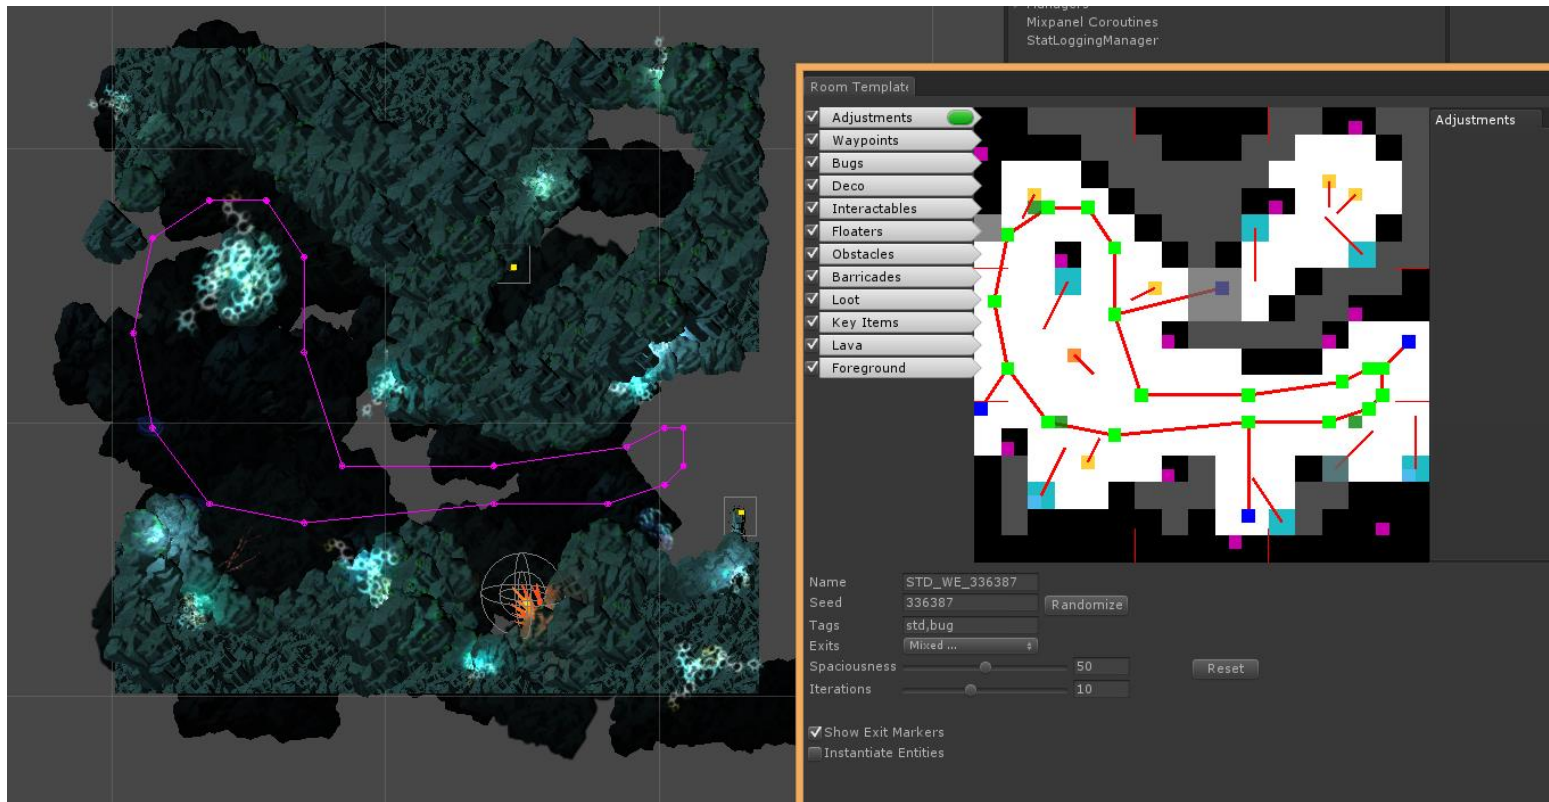 Managers
Mixpanel Coroutines
StatLoggingManager
Room Template
Adjustments
Adjustments
Waypoints
Bugs
Deco
Interactables
Floaters
Obstacles
Barricades
Loot
Key Items
Lava
Foreground
Name STD_WE_336387
Seed 336387 Randomize
Tags std,bug
Exits Mixed ...
Spaciousness 50 Reset
Iterations 10
Show Exit Markers
Instantiate Entities